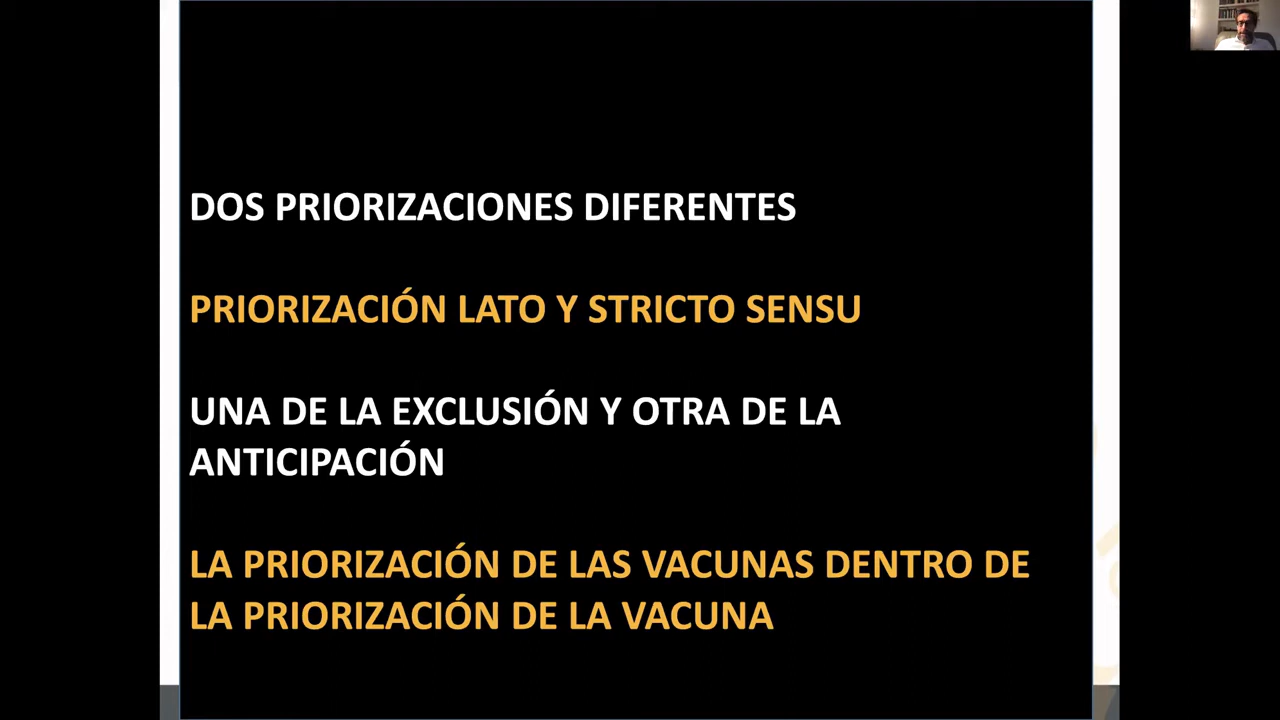 DOS PRIORIZACIONES DIFERENTES
PRIORIZACIÓN LATO Y STRICTO SENSU
UNA DE LA EXCLUSIÓN Y OTRA DE LA
ANTICIPACIÓN
LA PRIORIZACIÓN DE LAS VACUNAS DENTRO DE
LA PRIORIZACIÓN DE LA VACUNA